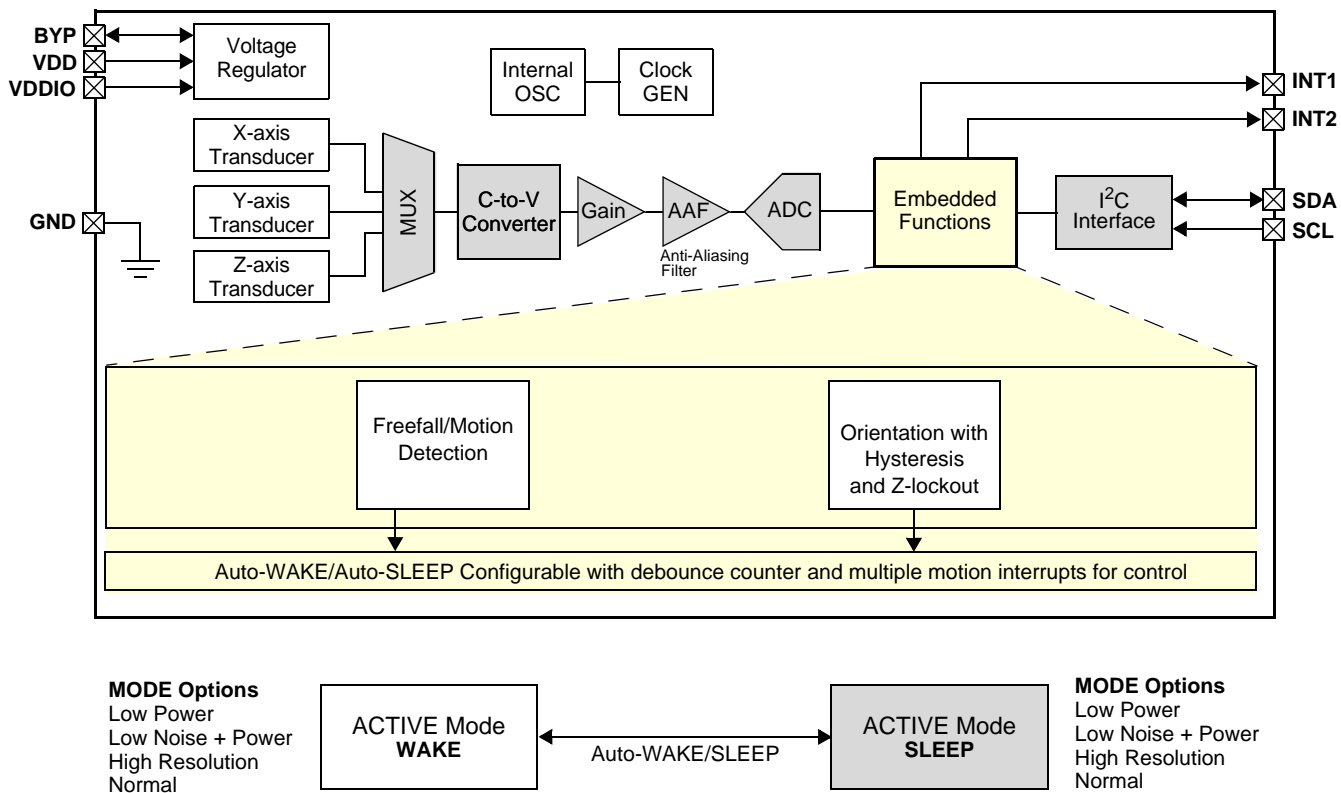 BYP
VDD
VDDIO
GND
Voltage
Regulator
Internal
OSC
Clock
GEN
INT1
INT2
SDA
SCL
X-axis
Transducer
Y-axis
Transducer
Z-axis
Transducer
MUX
C-to-V
Converter
Gain
AAF
Anti-Aliasing
Filter
ADC
Embedded
Functions
I²C
Interface
Freefall/Motion
Detection
Orientation with
Hysteresis
and Z-lockout
Auto-WAKE/Auto-SLEEP Configurable with debounce counter and multiple motion interrupts for control
MODE Options
Low Power
Low Noise + Power
High Resolution
Normal
ACTIVE Mode
WAKE
Auto-WAKE/SLEEP
ACTIVE Mode
SLEEP
MODE Options
Low Power
Low Noise + Power
High Resolution
Normal